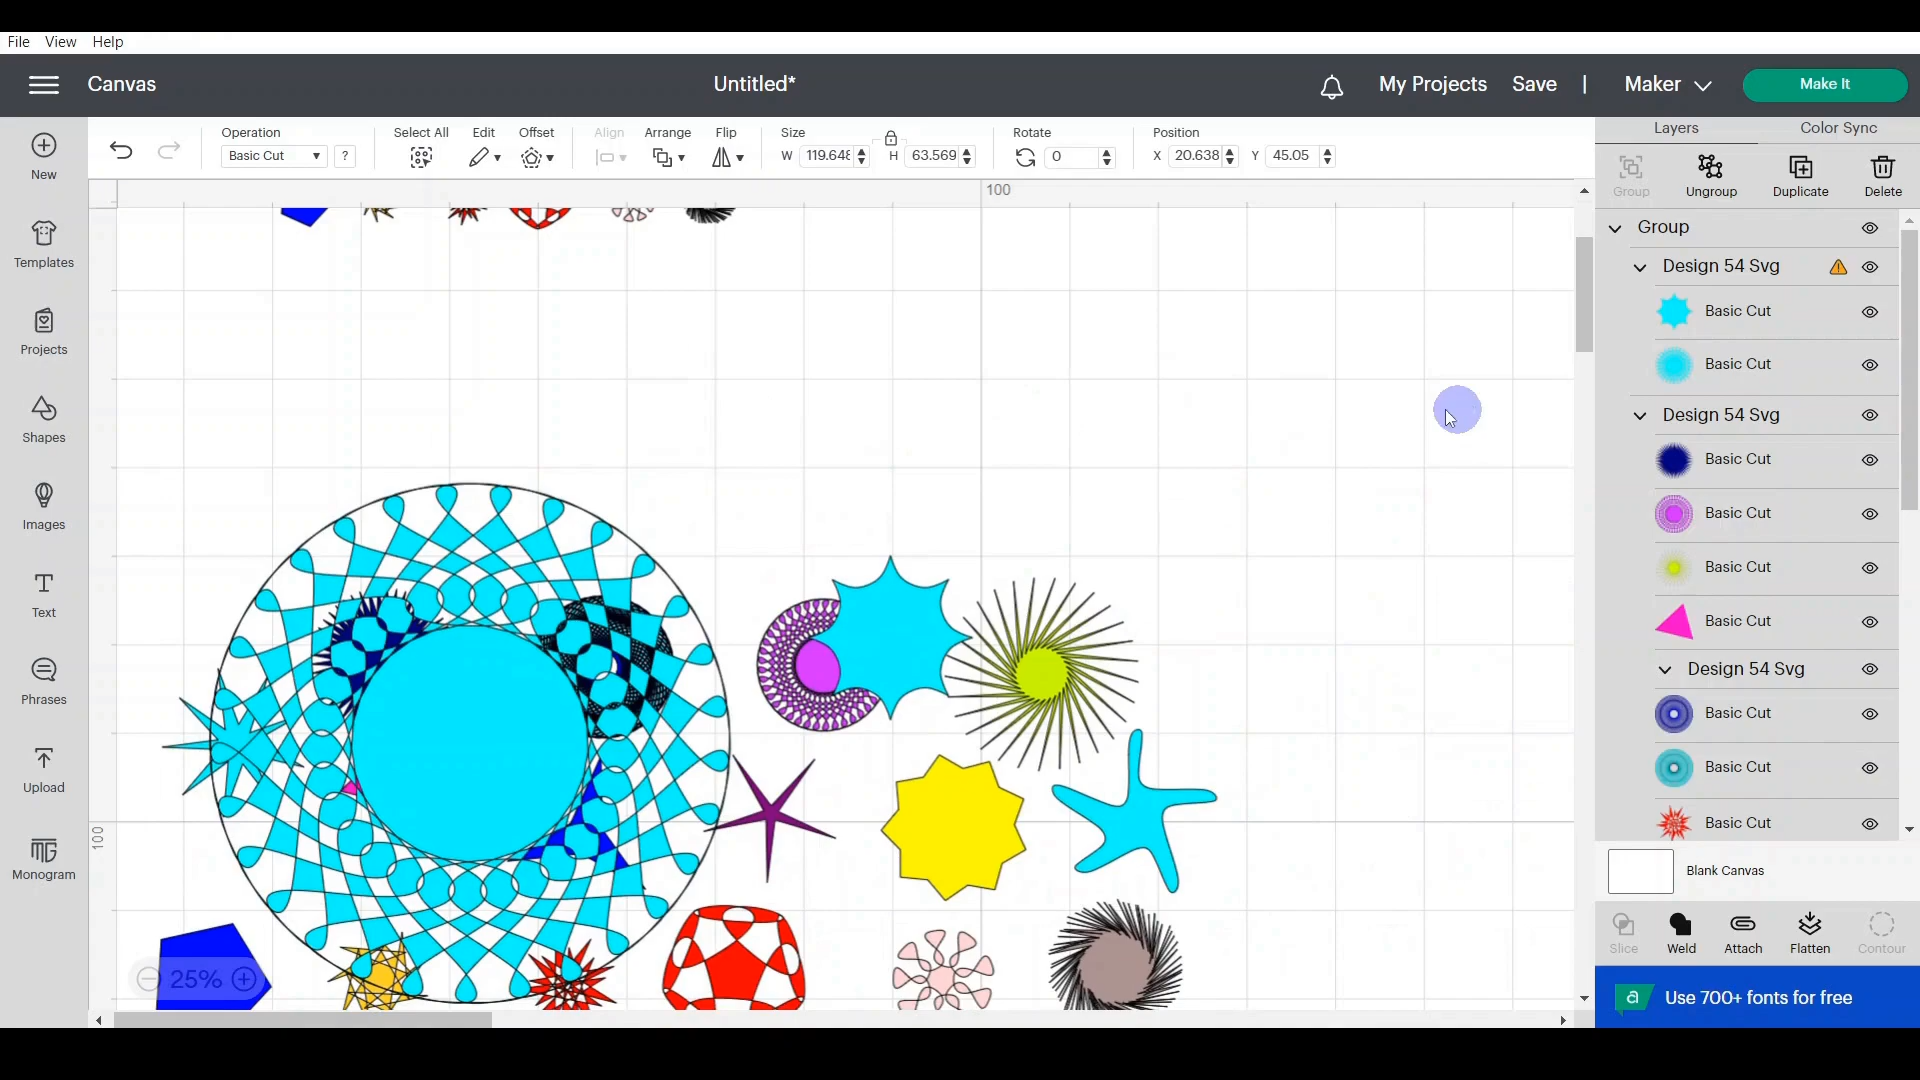 File View Help
Canvas Untitled* My Projects Save | Maker Make It
New
Templates
Projects
Shapes
Images
Text
Phrases
Upload
Monogram
Operation
Basic Cut ?
Select All Edit Offset Align Arrange Flip
Size
W 119.648 H 63.569
Rotate
0
Position
X 20.638 Y 45.05
100
100
25%
Layers Color Sync
Group Ungroup Duplicate Delete
Group
Design 54 Svg
Basic Cut
Basic Cut
Design 54 Svg
Basic Cut
Basic Cut
Basic Cut
Basic Cut
Design 54 Svg
Basic Cut
Basic Cut
Basic Cut
Blank Canvas
Slice Weld Attach Flatten Contour
a Use 700+ fonts for free